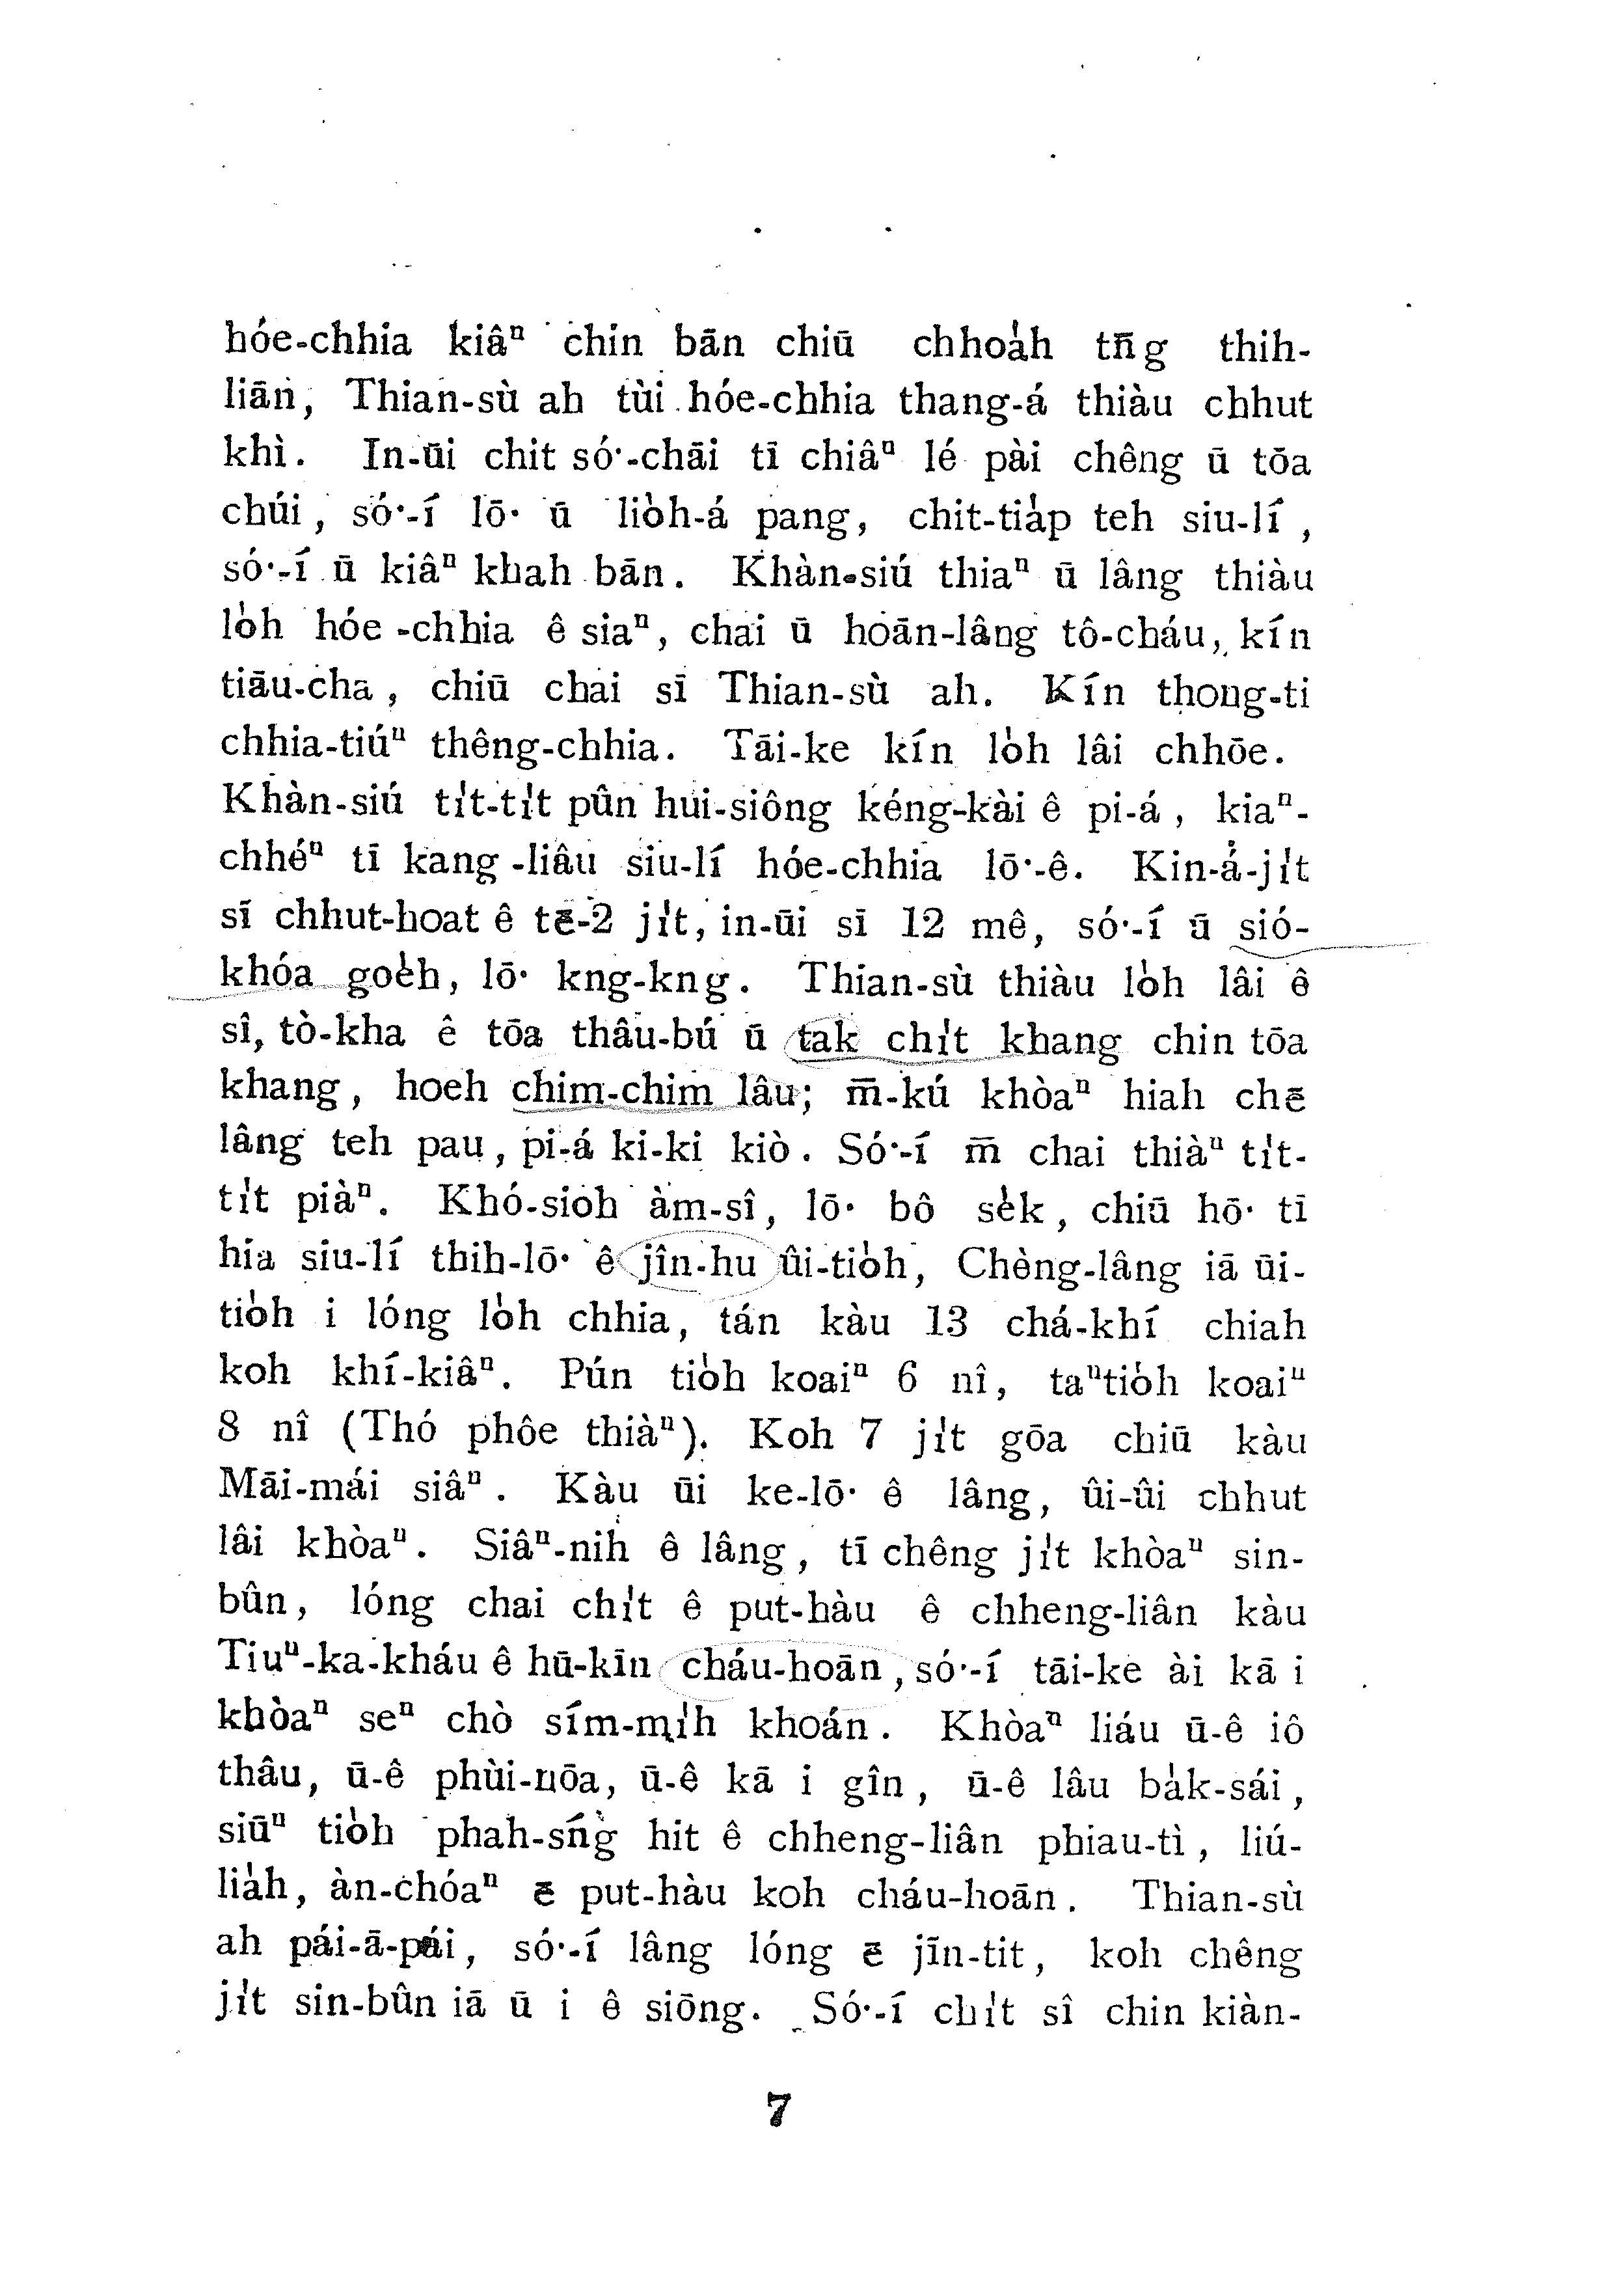 hóe-chhia kiâⁿ chin bān chiū chhoa̍h tn̄g thih-
liān, Thian-sù ah tùi hóe-chhia thang-á thiàu chhut
khì. In-ūi chit só͘-chāi tī chiâⁿ lé pài chêng ū tōa
chúi, só͘-í lō͘ ū lio̍h-á pang, chit-tia̍p teh siu-lí,
só͘-í ū kiâⁿ khah bān. Khàn-siú thiaⁿ ū lâng thiàu
lo̍h hóe-chhia ê siaⁿ, chai ū hoān-lâng tô-cháu, kín
tiāu-cha, chiū chai sī Thian-sù ah. Kín thong-ti
chhia-tiúⁿ thêng-chhia. Tāi-ke kín lo̍h lâi chhōe.
Khàn-siú ti̍t-ti̍t pûn hui-siông kéng-kài ê pi-á, kiaⁿ-
chhéⁿ tī kang-liâu siu-lí hóe-chhia lō͘-ê. Kin-á-ji̍t
sī chhut-hoat ê tē-2 ji̍t, in-ūi sī 12 mê, só͘-í ū sió-
khóa goe̍h, lō͘ kng-kng. Thian-sù thiàu lo̍h lâi ê
sî, tò-kha ê tōa thâu-bú ū tak chi̍t khang chin tōa
khang, hoeh chim-chim lâu; m̄-kú khòaⁿ hiah chē
lâng teh pau, pi-á ki-ki kiò. Só͘-í m̄ chai thiàⁿ ti̍t-
ti̍t piàⁿ. Khó-sioh àm-sî, lō͘ bô se̍k, chiū hō͘ tī
hia siu-lí thih-lō͘ ê jîn-hu ûi-tio̍h, Chèng-lâng iā ūi-
tio̍h i lóng lo̍h chhia, tán kàu 13 chá-khí chiah
koh khí-kiâⁿ. Pún tio̍h koaiⁿ 6 nî, taⁿtio̍h koaiⁿ
8 nî (Thó phôe thiàⁿ). Koh 7 ji̍t gōa chiū kàu
Māi-mái siâⁿ. Kàu ūi ke-lō͘ ê lâng, ûi-ûi chhut
lâi khòaⁿ. Siâⁿ-nih ê lâng, tī chêng ji̍t khòaⁿ sin-
bûn, lóng chai chi̍t ê put-hàu ê chheng-liân kàu
Tiuⁿ-ka-kháu ê hū-kīn cháu-hoān, só͘-í tāi-ke ài kā i
khòaⁿ seⁿ chò sím-mi̍h khoán. Khòaⁿ liáu ū-ê iô
thâu, ū-ê phùi-nōa, ū-ê kā i gîn, ū-ê lâu ba̍k-sái,
siūⁿ tio̍h phah-sńg hit ê chheng-liân phiau-tì, liú-
lia̍h, àn-chóaⁿ ē put-hàu koh cháu-hoān. Thian-sù
ah pái-ā-pái, só͘-í lâng lóng ē jīn-tit, koh chêng
ji̍t sin-bûn iā ū i ê siōng. Só͘-í chi̍t sî chin kiàn-
7